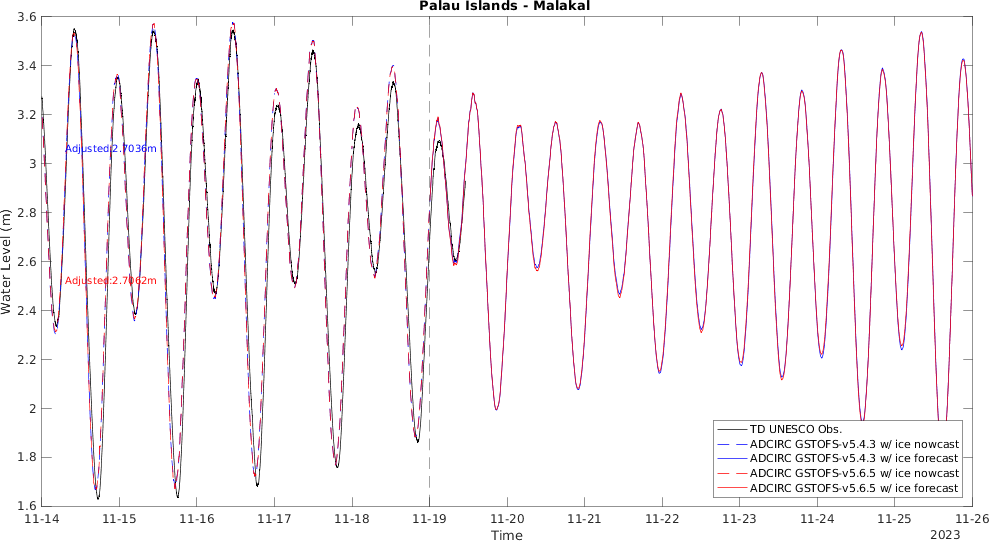 Palau Islands - Malakal
3.6
3.4
3.2
3
2.8
2.6
2.4
2.2
2
1.8
1.6
Water Level (m)
Adjusted:2.7036m
Adjusted:2.7062m
TD UNESCO Obs.
ADCIRC GSTOFS-v5.4.3 w/ ice nowcast
ADCIRC GSTOFS-v5.4.3 w/ ice forecast
ADCIRC GSTOFS-v5.6.5 w/ ice nowcast
ADCIRC GSTOFS-v5.6.5 w/ ice forecast
11-14 11-15 11-16 11-17 11-18 11-19 11-20 11-21 11-22 11-23 11-24 11-25 11-26
Time
2023